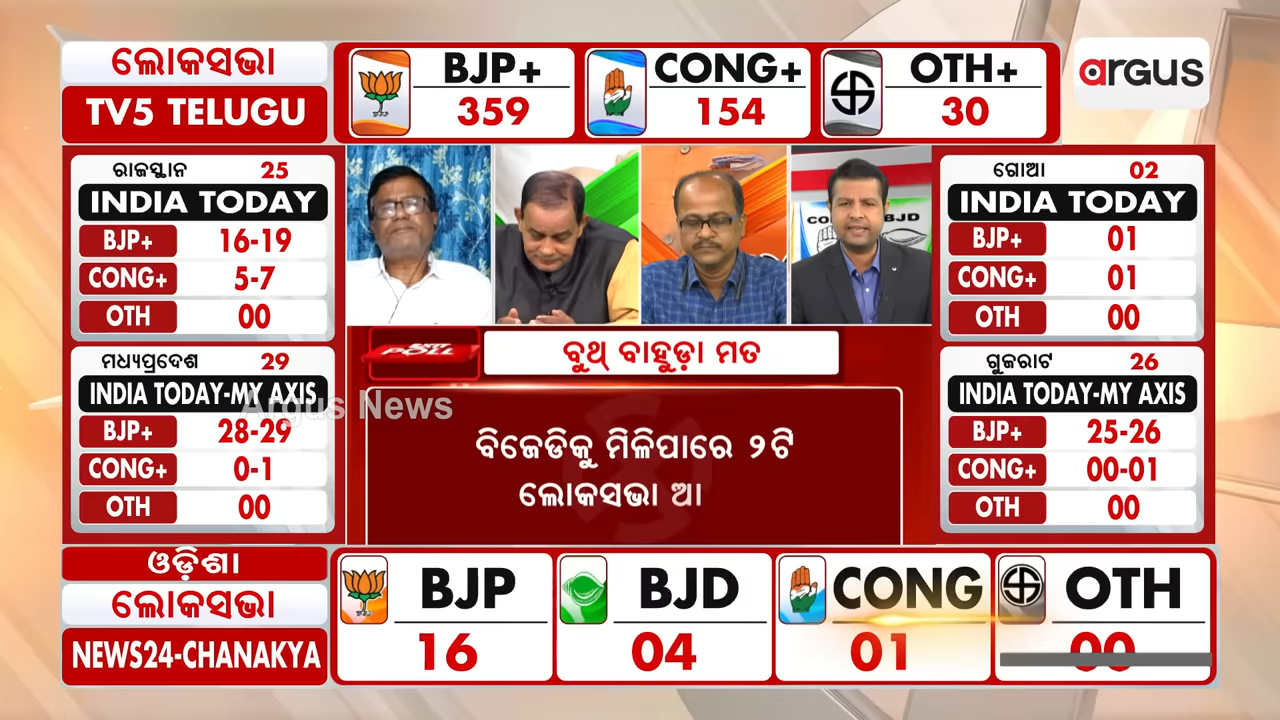 ଲୋକସଭା
TV5 TELUGU
BJP+
359
CONG+
154
OTH+
30
argus
ରାଜସ୍ଥାନ 25
INDIA TODAY
BJP+ 16-19
CONG+ 5-7
OTH 00
ମଧ୍ୟପ୍ରଦେଶ 29
INDIA TODAY-MY AXIS
BJP+ 28-29
CONG+ 0-1
OTH 00
BJD
EXIT
POLL
ବୁଥ୍ ବାହୁଡ଼ା ମତ
Argus News
ବିଜେଡିକୁ ମିଳିପାରେ ୨ଟି
ଲୋକସଭା ଆ
ଗୋଆ 02
INDIA TODAY
BJP+ 01
CONG+ 01
OTH 00
ଗୁଜରାଟ 26
INDIA TODAY-MY AXIS
BJP+ 25-26
CONG+ 00-01
OTH 00
ଓଡ଼ିଶା
ଲୋକସଭା
NEWS24-CHANAKYA
BJP
16
BJD
04
CONG
01
OTH
00